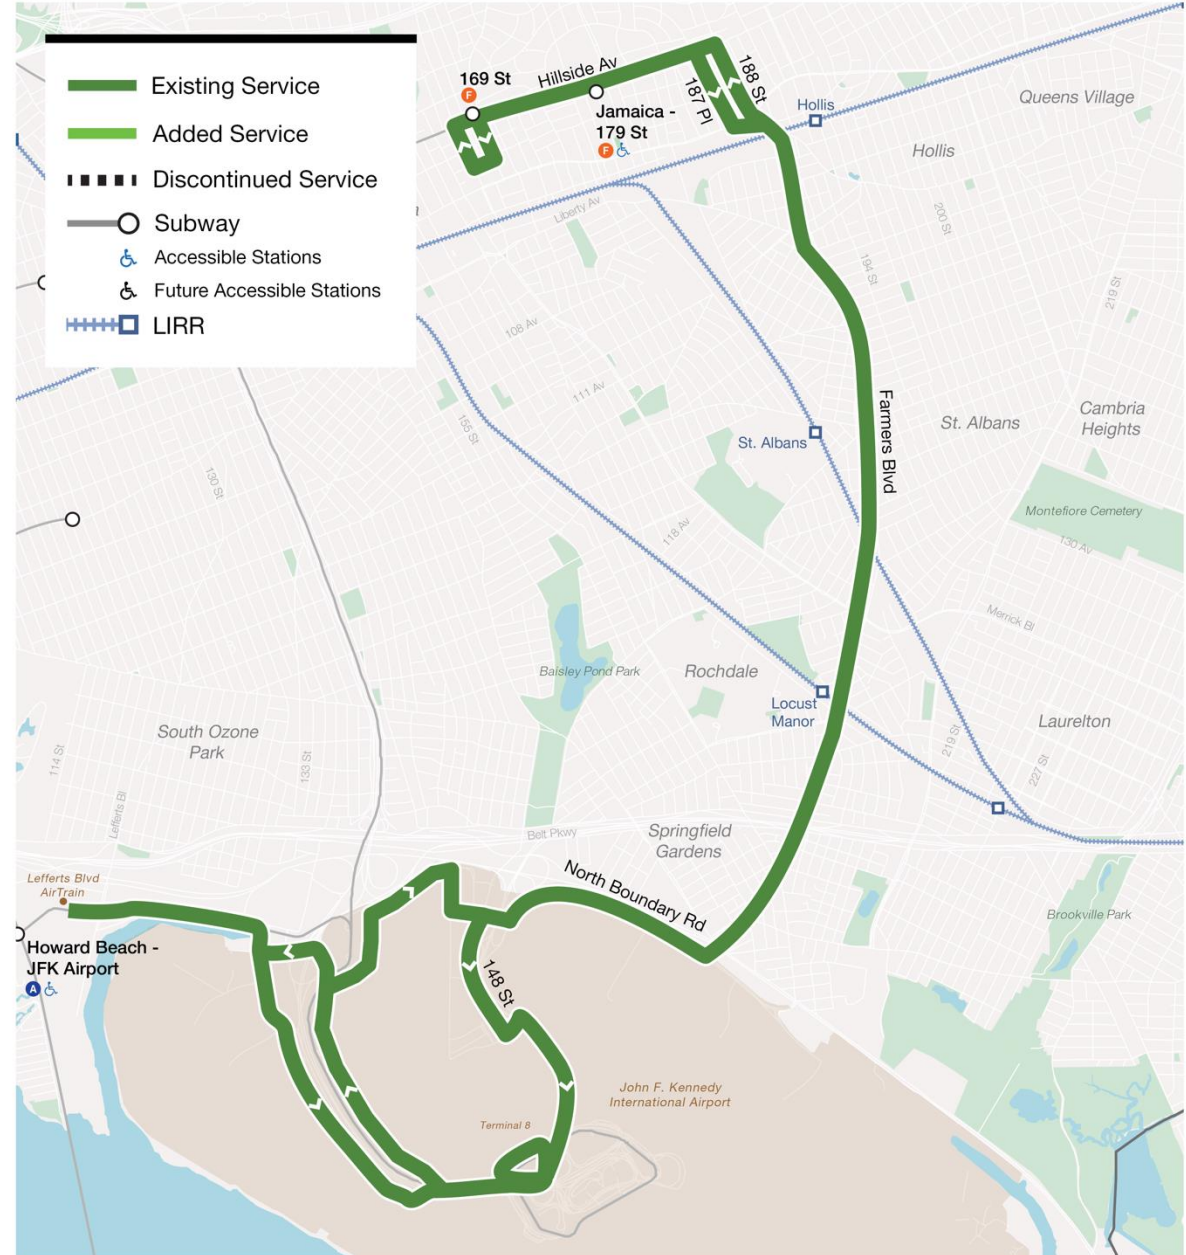 Existing Service
Added Service
Discontinued Service
Subway
Accessible Stations
Future Accessible Stations
LIRR
169 St
F
Hillside Av
Jamaica -
179 St
F
187 Pl
188 St
Hollis
Queens Village
Hollis
Liberty Av
200 St
194 St
219 St
108 Av
111 Av
155 St
Farmers Blvd
St. Albans
St. Albans
Cambria
Heights
130 St
118 Av
Montefiore Cemetery
130 Av
Merrick Bl
Baisley Pond Park
Rochdale
Locust
Manor
Laurelton
219 St
227 St
South Ozone
Park
114 St
133 St
Lefferts Bl
Belt Pkwy
Springfield
Gardens
North Boundary Rd
Lefferts Blvd
AirTrain
Howard Beach -
JFK Airport
A
148 St
Brookville Park
John F. Kennedy
International Airport
Terminal 8